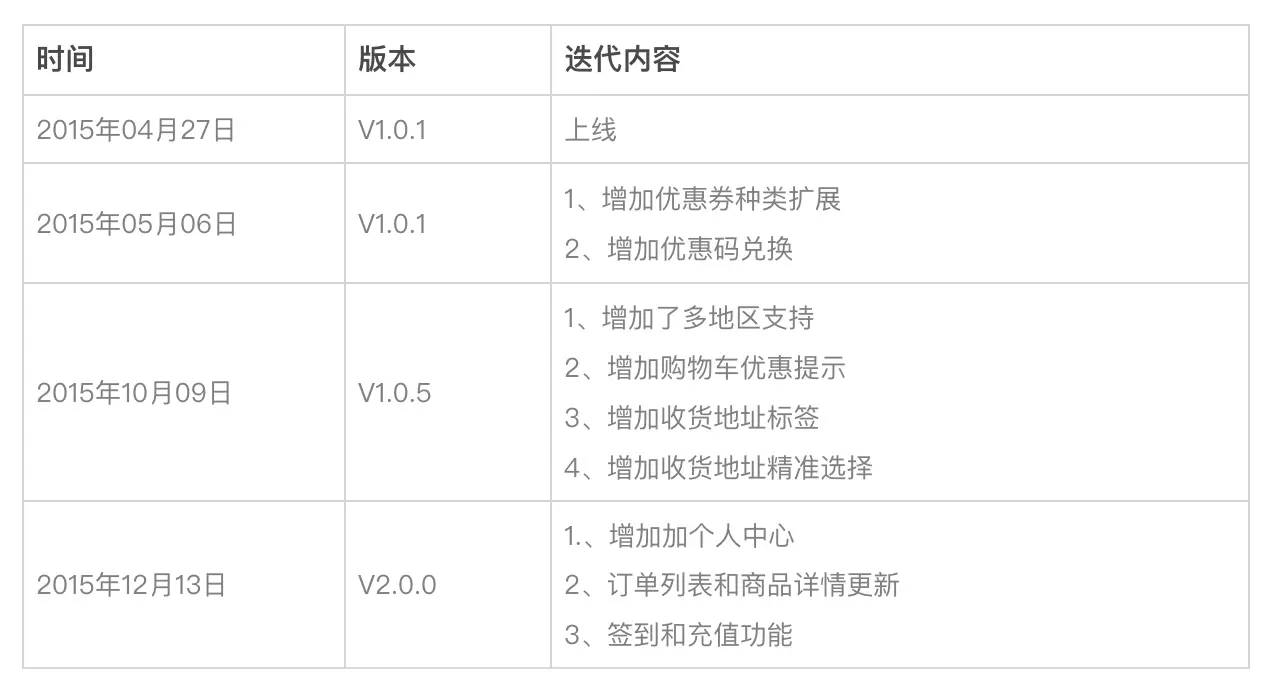 时间 版本 迭代内容
2015年04月27日 V1.0.1 上线
2015年05月06日 V1.0.1
1、增加优惠券种类扩展
2、增加优惠码兑换
2015年10月09日 V1.0.5
1、增加了多地区支持
2、增加购物车优惠提示
3、增加收货地址标签
4、增加收货地址精准选择
2015年12月13日 V2.0.0
1.、增加加个人中心
2、订单列表和商品详情更新
3、签到和充值功能